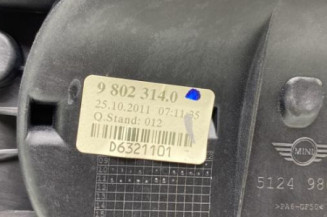 9 802 314.0
25.10.2011 07:11:35
Q.Stand: 012
D6321101
MINI
5124 98